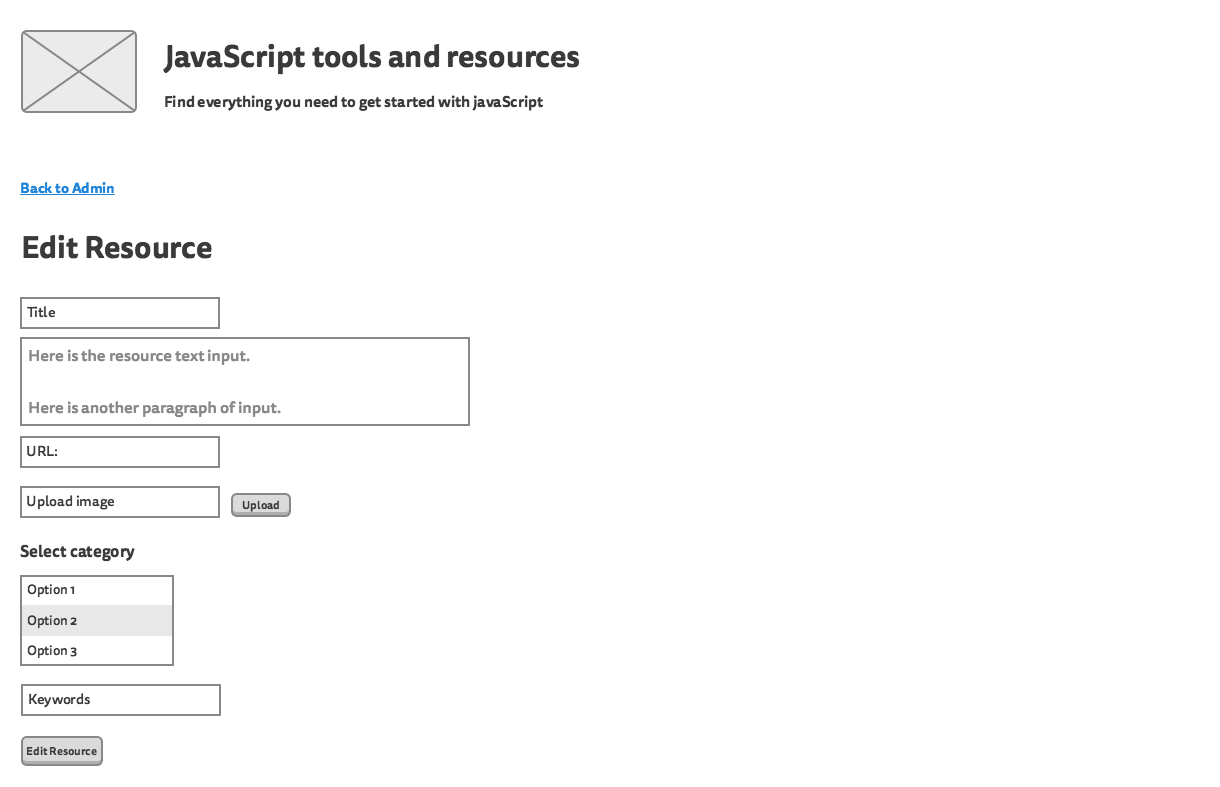 JavaScript tools and resources
Find everything you need to get started with javaScript
Back to Admin
Edit Resource
Title
Here is the resource text input.
Here is another paragraph of input.
URL:
Upload image
Upload
Select category
Option 1
Option 2
Option 3
Keywords
Edit Resource